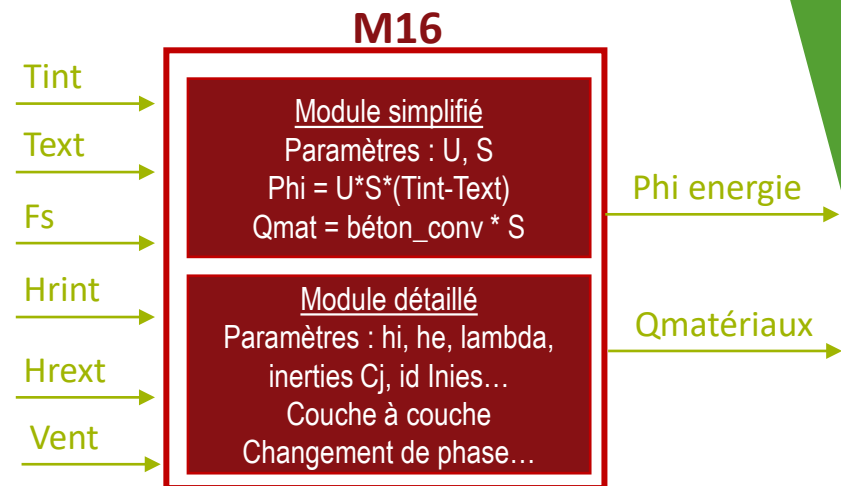 M16
Tint
Text
Fs
Hrint
Hrext
Vent
Module simplifié
Paramètres : U, S
Phi = U*S*(Tint-Text)
Qmat = béton_conv * S
Module détaillé
Paramètres : hi, he, lambda,
inerties Cj, id Inies…
Couche à couche
Changement de phase…
Phi energie
Qmatériaux